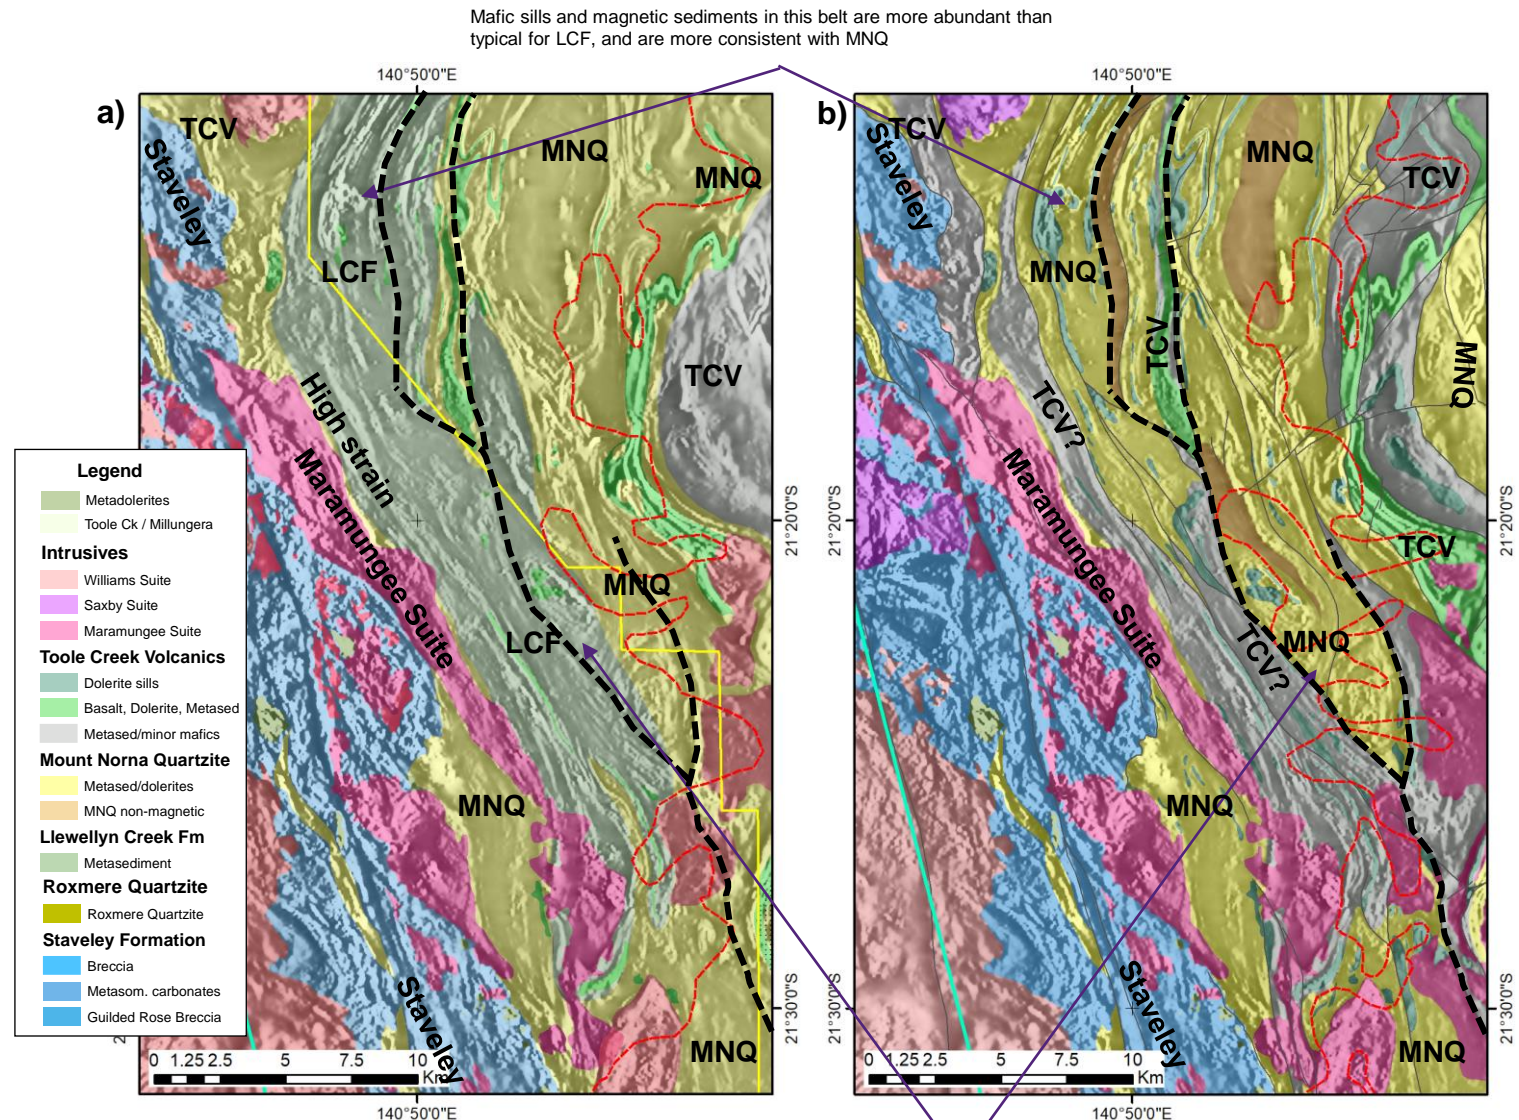 Mafic sills and magnetic sediments in this belt are more abundant than
typical for LCF, and are more consistent with MNQ
140°50'0"E
140°50'0"E
a)
TCV
Staveley
MNQ
MNQ
LCF
TCV
High strain
Maramungee Suite
MNQ
LCF
MNQ
Staveley
MNQ
21°20'0"S
21°30'0"S
0 1.25 2.5 5 7.5 10
Km
140°50'0"E
b)
TCV
Staveley
MNQ
TCV
MNQ
TCV
MNQ
TCV?
Maramungee Suite
TCV
MNQ
TCV?
MNQ
Staveley
MNQ
21°20'0"S
21°30'0"S
0 1.25 2.5 5 7.5 10
Km
140°50'0"E
Legend
Metadolerites
Toole Ck / Millungera
Intrusives
Williams Suite
Saxby Suite
Maramungee Suite
Toole Creek Volcanics
Dolerite sills
Basalt, Dolerite, Metased
Metased/minor mafics
Mount Norna Quartzite
Metased/dolerites
MNQ non-magnetic
Llewellyn Creek Fm
Metasediment
Roxmere Quartzite
Roxmere Quartzite
Staveley Formation
Breccia
Metasom. carbonates
Guilded Rose Breccia